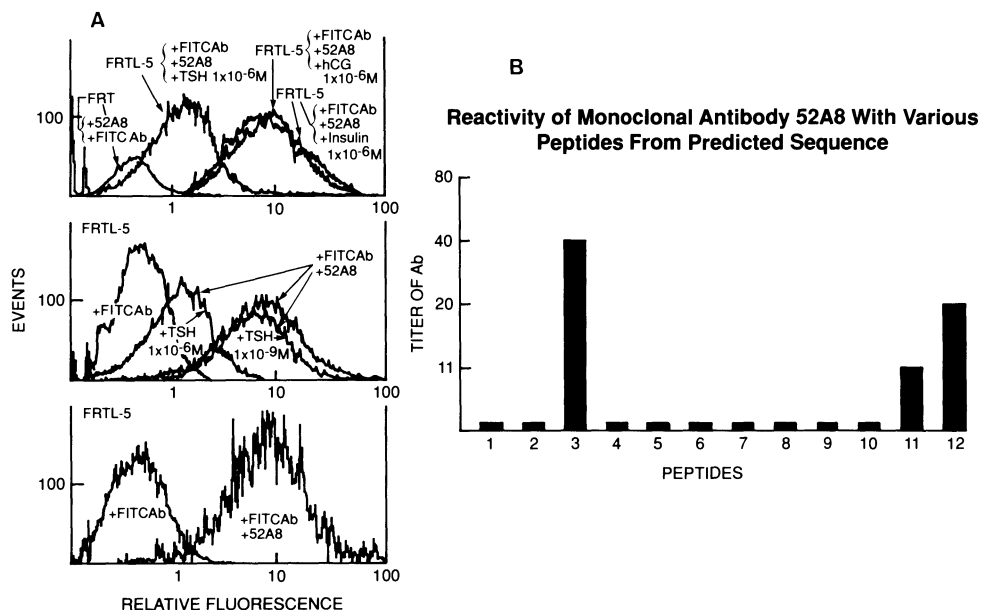 A
FRTL-5
+FITCAb
+52A8
+TSH 1x10-6M
FRTL-5
+FITCAb
+52A8
+hCG
1x10-6M
FRT
+52A8
+FITC Ab
FRTL-5
+FITCAb
+52A8
+Insulin
1x10-6M
100
1
10
100
FRTL-5
+FITCAb
+52A8
100
+FITCAb
+TSH
1x10-6M
+TSH
1x10-9M
1
10
100
EVENTS
FRTL-5
100
+FITCAb
+FITCAb
+52A8
1
10
100
RELATIVE FLUORESCENCE
B
Reactivity of Monoclonal Antibody 52A8 With Various
Peptides From Predicted Sequence
80
40
20
11
TITER OF Ab
1 2 3 4 5 6 7 8 9 10 11 12
PEPTIDES